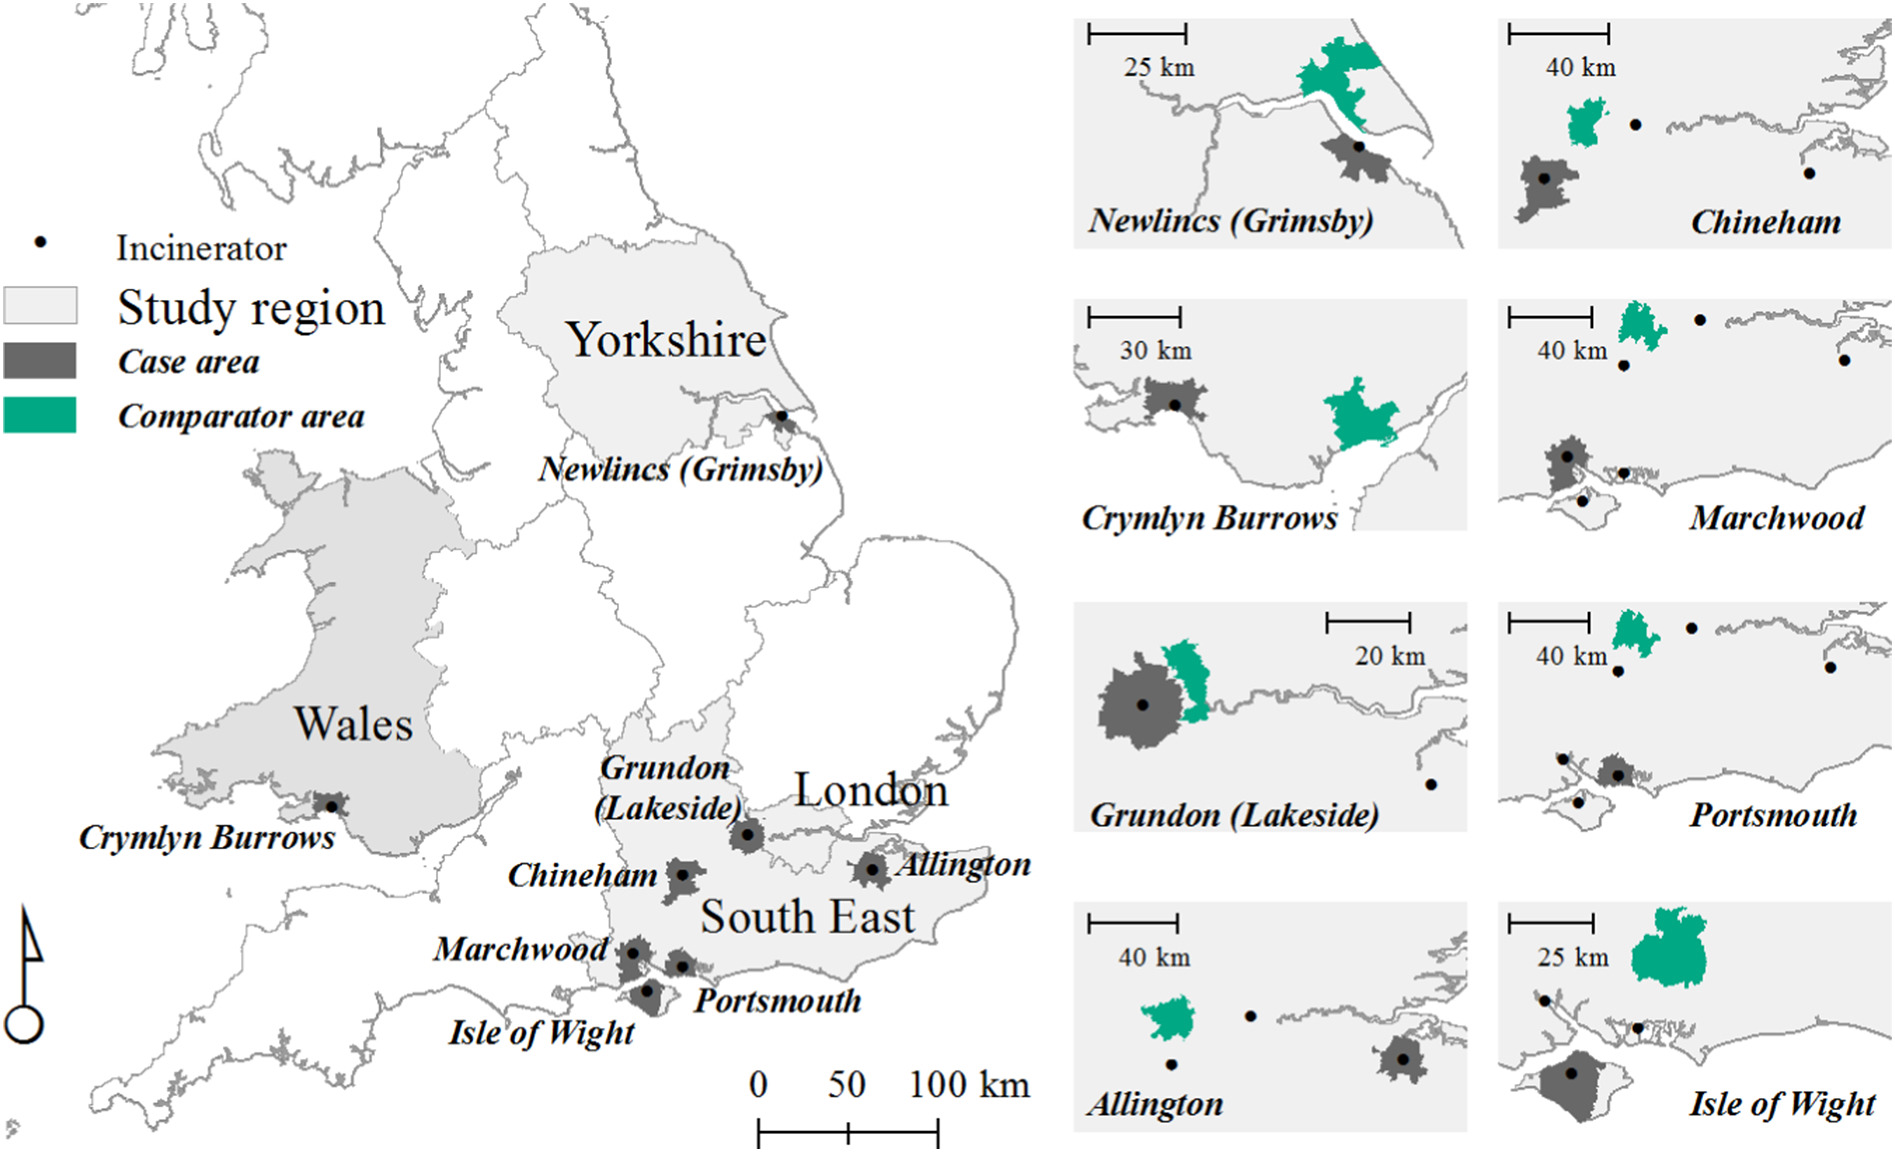 Incinerator
Study region
Case area
Comparator area
Yorkshire
Newlincs (Grimsby)
Wales
Crymlyn Burrows
Grundon
(Lakeside)
London
Chineham
Allington
South East
Marchwood
Portsmouth
Isle of Wight
0 50 100 km
25 km
Newlincs (Grimsby)
40 km
Chineham
30 km
Crymlyn Burrows
40 km
Marchwood
20 km
Grundon (Lakeside)
40 km
Portsmouth
40 km
Allington
25 km
Isle of Wight